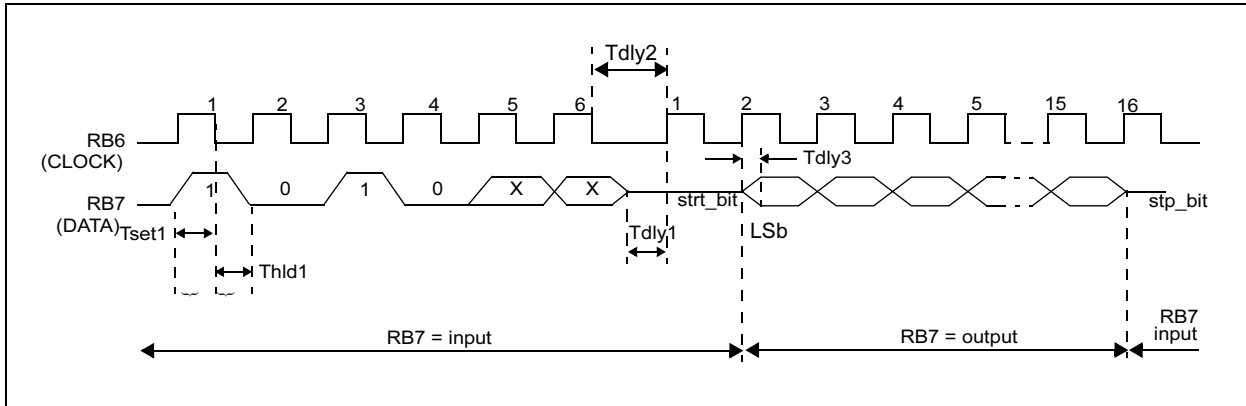 Tdly2
1 2 3 4 5 6 1 2 3 4 5 15 16
RB6
(CLOCK)
Tdly3
1 0 1 0 X X
RB7
(DATA)
strt_bit
stp_bit
Tset1
Tdly1
LSb
Thld1
RB7 = input
RB7 = output
RB7
input